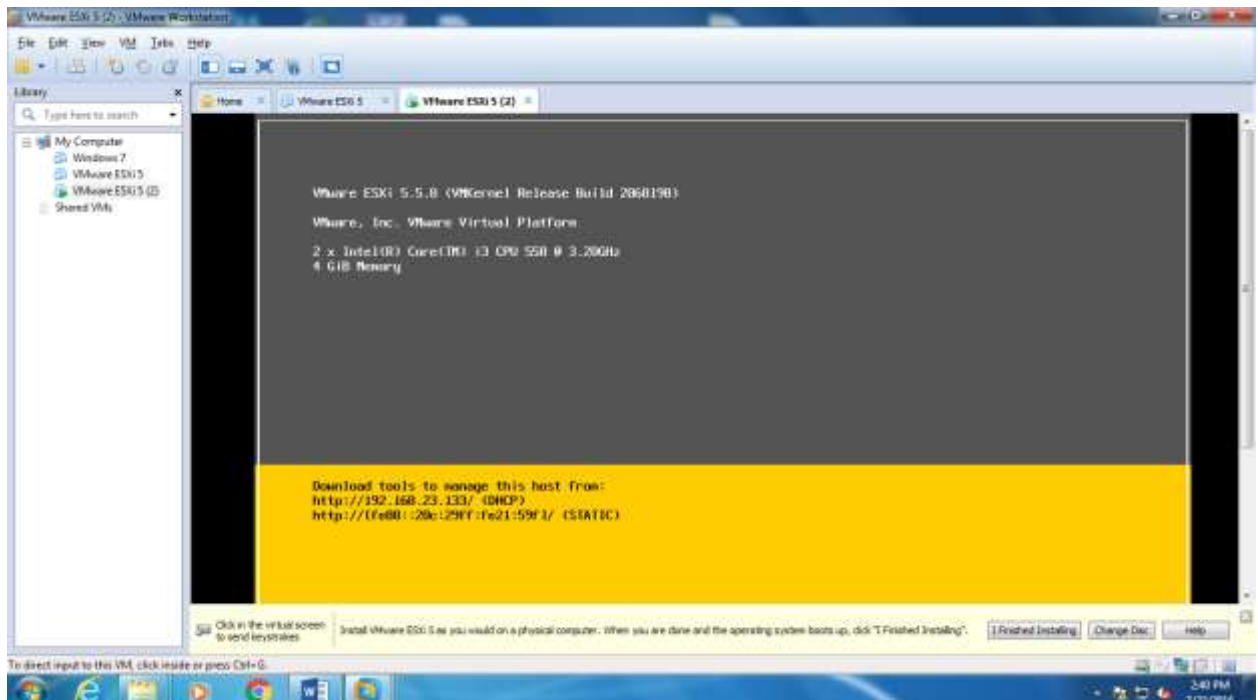 VMware ESXi 5 (2) - VMware Workstation
File Edit View VM Tabs Help
Library
Type here to search
Home
VMware ESXi 5
VMware ESXi 5 (2)
My Computer
Windows 7
VMware ESXi 5
VMware ESXi 5 (2)
Shared VMs
VMware ESXi 5.5.0 (VMKernel Release Build 2068190)
VMware, Inc. VMware Virtual Platform
2 x Intel(R) Core(TM) i3 CPU 550 @ 3.20GHz
4 GiB Memory
Download tools to manage this host from:
http://192.168.23.133/ (DHCP)
http://[fe80::20c:29ff:fe21:59f]/ (STATIC)
Click in the virtual screen
to send keystrokes
Install VMware ESXi 5 as you would on a physical computer. When you are done and the operating system boots up, click "I Finished Installing".
I Finished Installing
Change Disc
Help
To direct input to this VM, click inside or press Ctrl+G.
2:40 PM